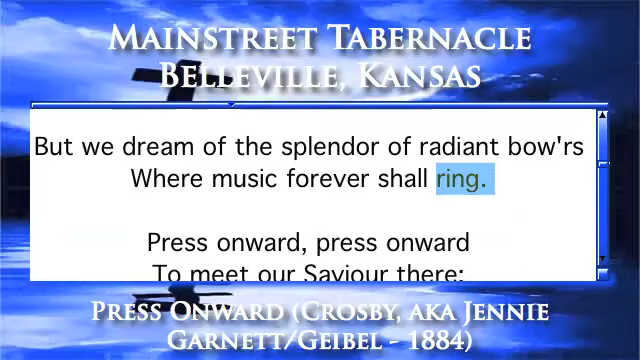 Mainstreet Tabernacle
Belleville, Kansas
But we dream of the splendor of radiant bow'rs
Where music forever shall ring.
Press onward, press onward
To meet our Saviour there;
Press Onward (Crosby, aka Jennie
Garnett/Geibel - 1884)